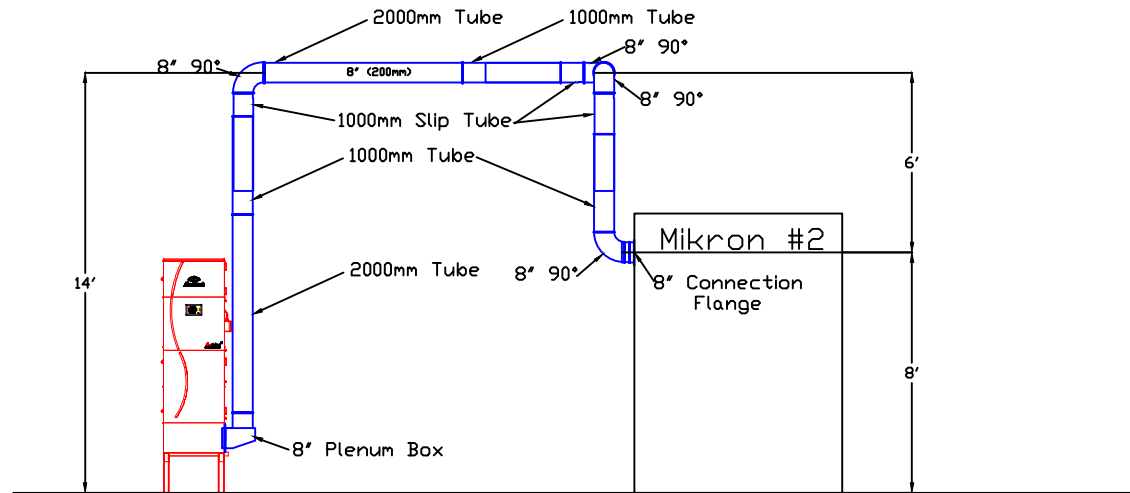 2000mm Tube
1000mm Tube
8" 90°
8" 90°
8" (200mm)
8" 90°
1000mm Slip Tube
1000mm Tube
6'
Mikron #2
2000mm Tube
8" 90°
8" Connection
Flange
14'
8'
8" Plenum Box